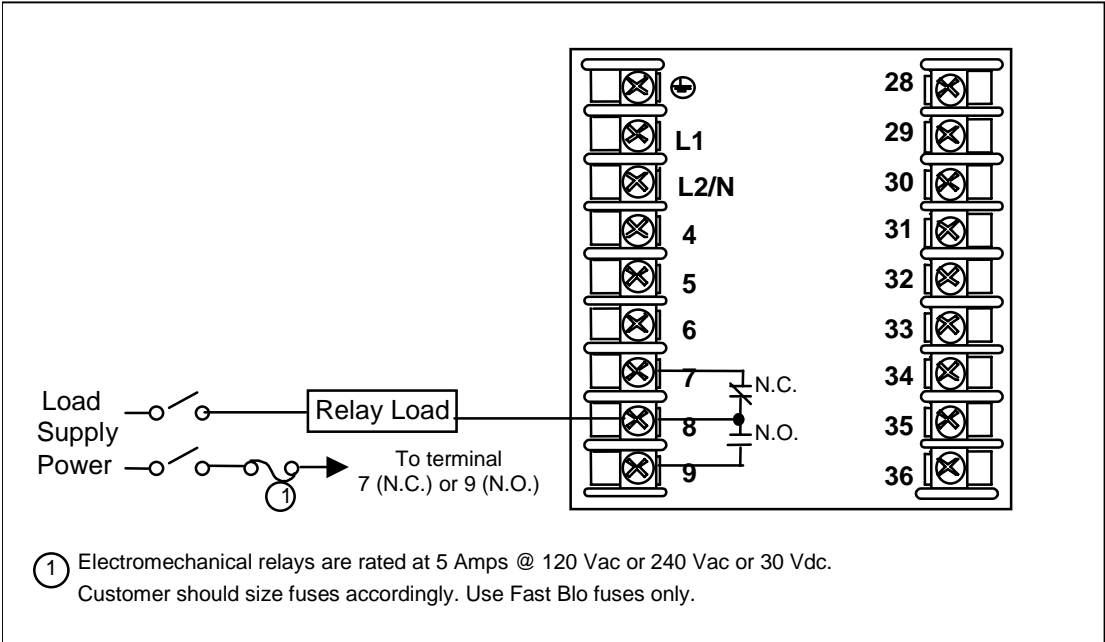 L1
L2/N
4
5
6
7
8
9
28
29
30
31
32
33
34
35
36
N.C.
N.O.
Load
Supply
Power
Relay Load
To terminal
7 (N.C.) or 9 (N.O.)
1
1 Electromechanical relays are rated at 5 Amps @ 120 Vac or 240 Vac or 30 Vdc.
Customer should size fuses accordingly. Use Fast Blo fuses only.